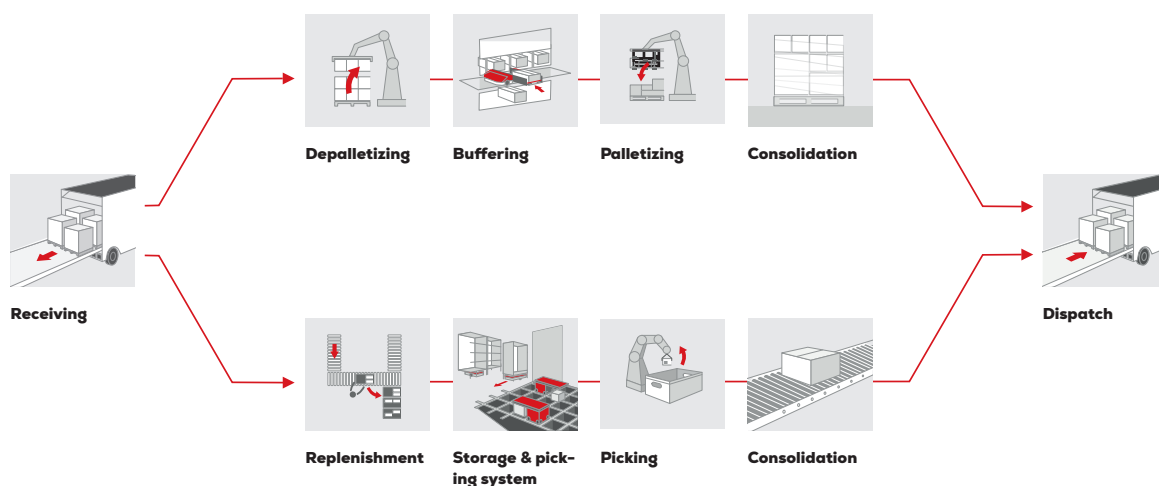 Depalletizing
Buffering
Palletizing
Consolidation
Receiving
Dispatch
Replenishment
Storage & pick-
ing system
Picking
Consolidation